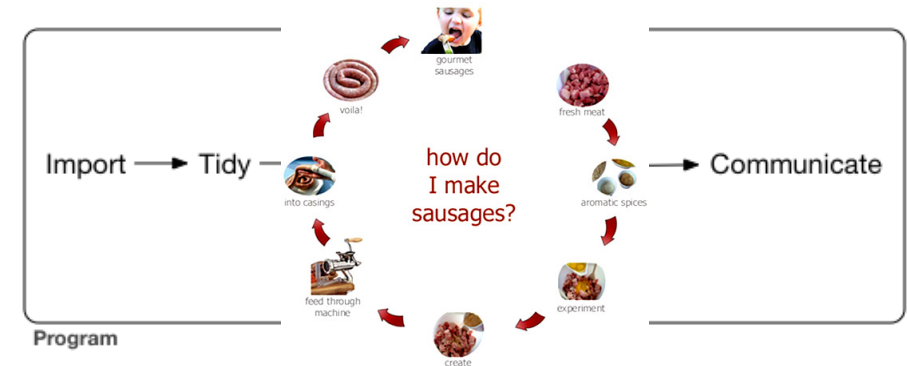 Import
Tidy
gourmet
sausages
voila!
fresh meat
how do
I make
sausages?
into casings
aromatic spices
Communicate
feed through
machine
experiment
create
Program